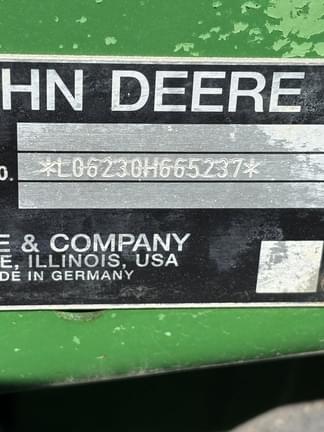 HN DEERE
O. *L06230H665237*
E & COMPANY
E, ILLINOIS, USA
DE IN GERMANY